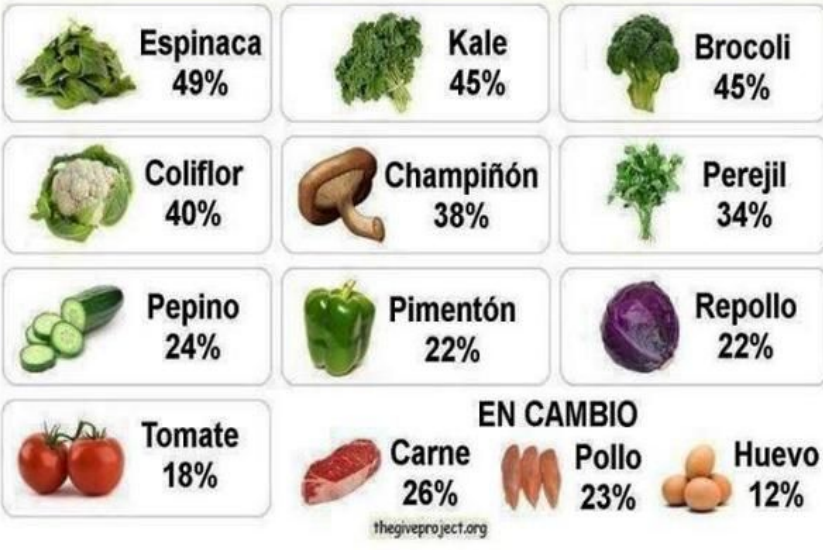 Espinaca
49%
Kale
45%
Brocoli
45%
Coliflor
40%
Champiñón
38%
Perejil
34%
Pepino
24%
Pimentón
22%
Repollo
22%
Tomate
18%
EN CAMBIO
Carne
26%
Pollo
23%
Huevo
12%
thegiveproject.org